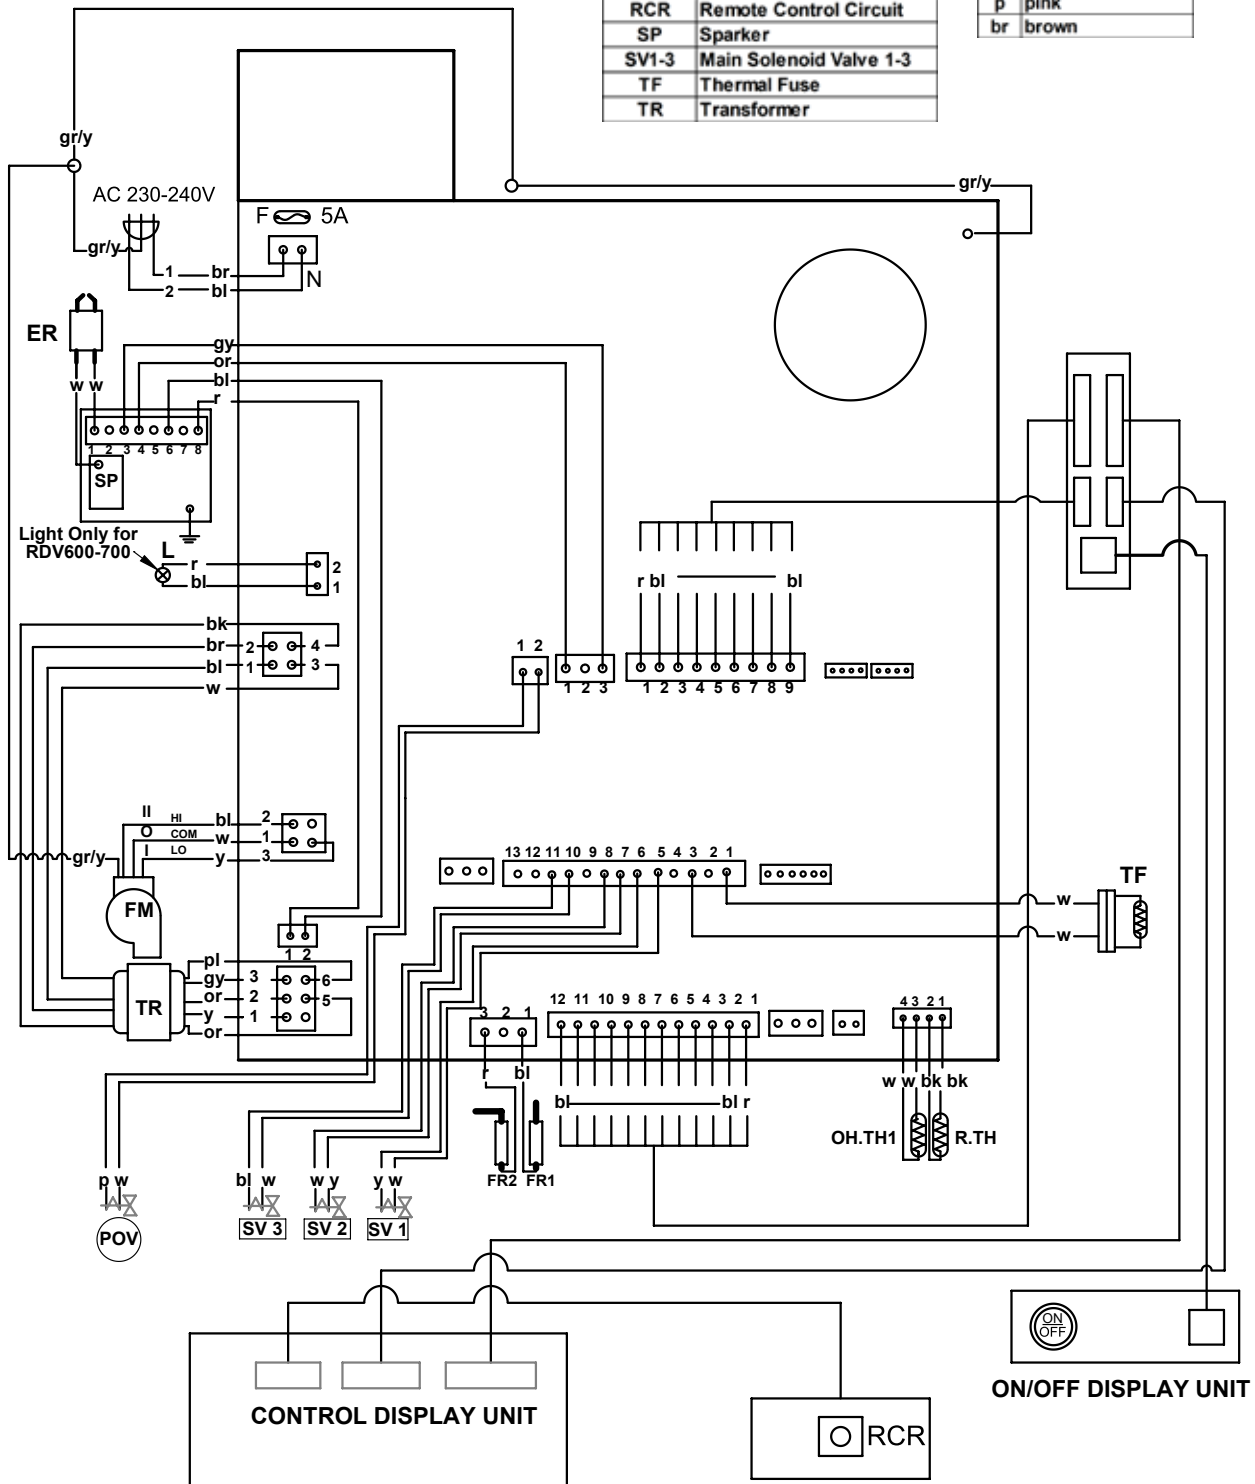 RCR Remote Control Circuit
SP Sparker
SV1-3 Main Solenoid Valve 1-3
TF Thermal Fuse
TR Transformer
p pink
br brown
gr/y
gr/y
AC 230-240V
F 5A
gr/y
1 br
2 bl
N
ER
w w
gy
or
bl
r
1 2 3 4 5 6 7 8
SP
Light Only for
RDV600-700
L
r 2
bl 1
r bl bl
bk
br 2 4
bl 1 3
w
1 2
1 2 3
1 2 3 4 5 6 7 8 9
II HI bl 2
O COM w 1
I LO y 3
gr/y
FM
13 12 11 10 9 8 7 6 5 4 3 2 1
TF
w
w
1 2
pl
gy 3 6
or 2 5
y 1
or
TR
3 2 1
12 11 10 9 8 7 6 5 4 3 2 1
4 3 2 1
r bl
bl bl r
w w bk bk
OH.TH1 R.TH
FR2 FR1
p w
bl w
w y
y w
POV
SV 3
SV 2
SV 1
ON
OFF
ON/OFF DISPLAY UNIT
CONTROL DISPLAY UNIT
RCR